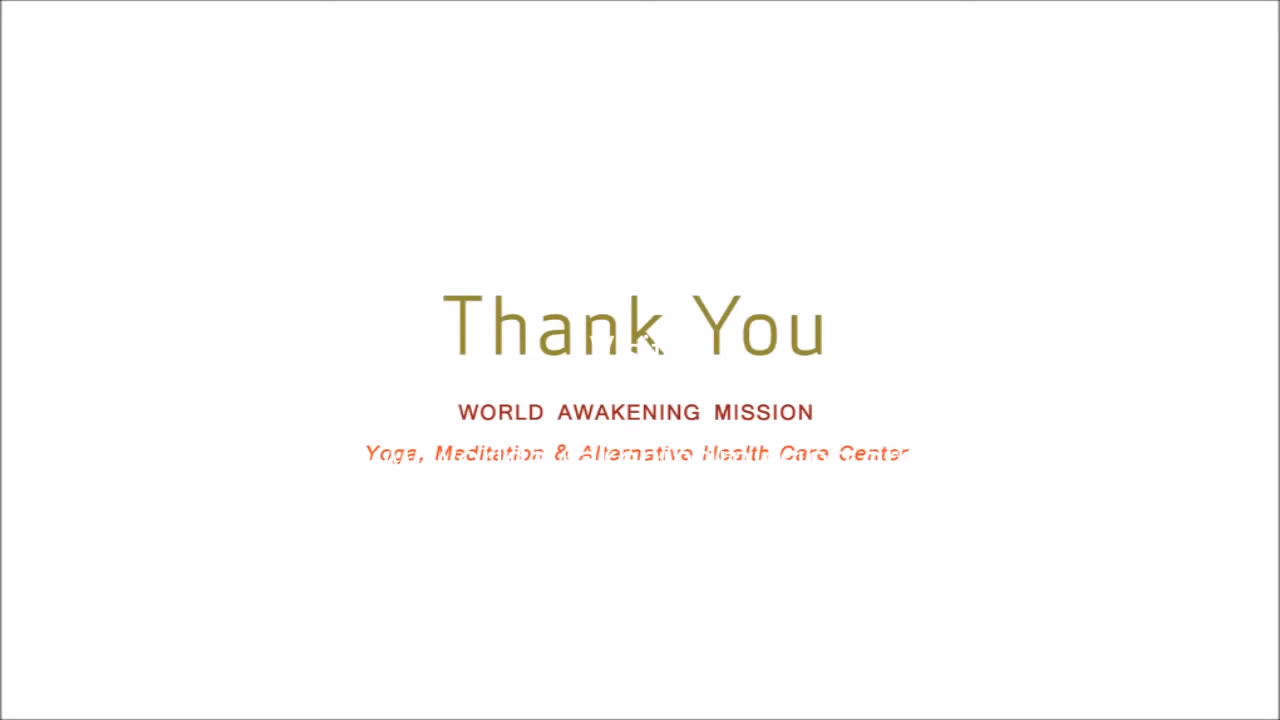 Thank You
WORLD AWAKENING MISSION
Yoga, Meditation & Alternative Health Care Center